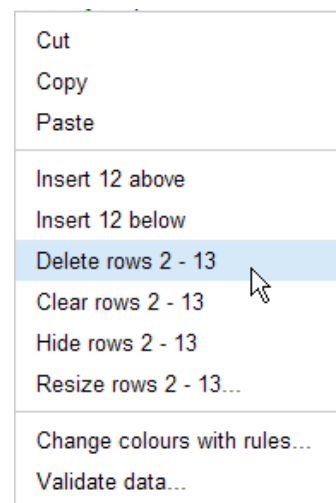 Cut
Copy
Paste
Insert 12 above
Insert 12 below
Delete rows 2 - 13
Clear rows 2 - 13
Hide rows 2 - 13
Resize rows 2 - 13...
Change colours with rules...
Validate data...